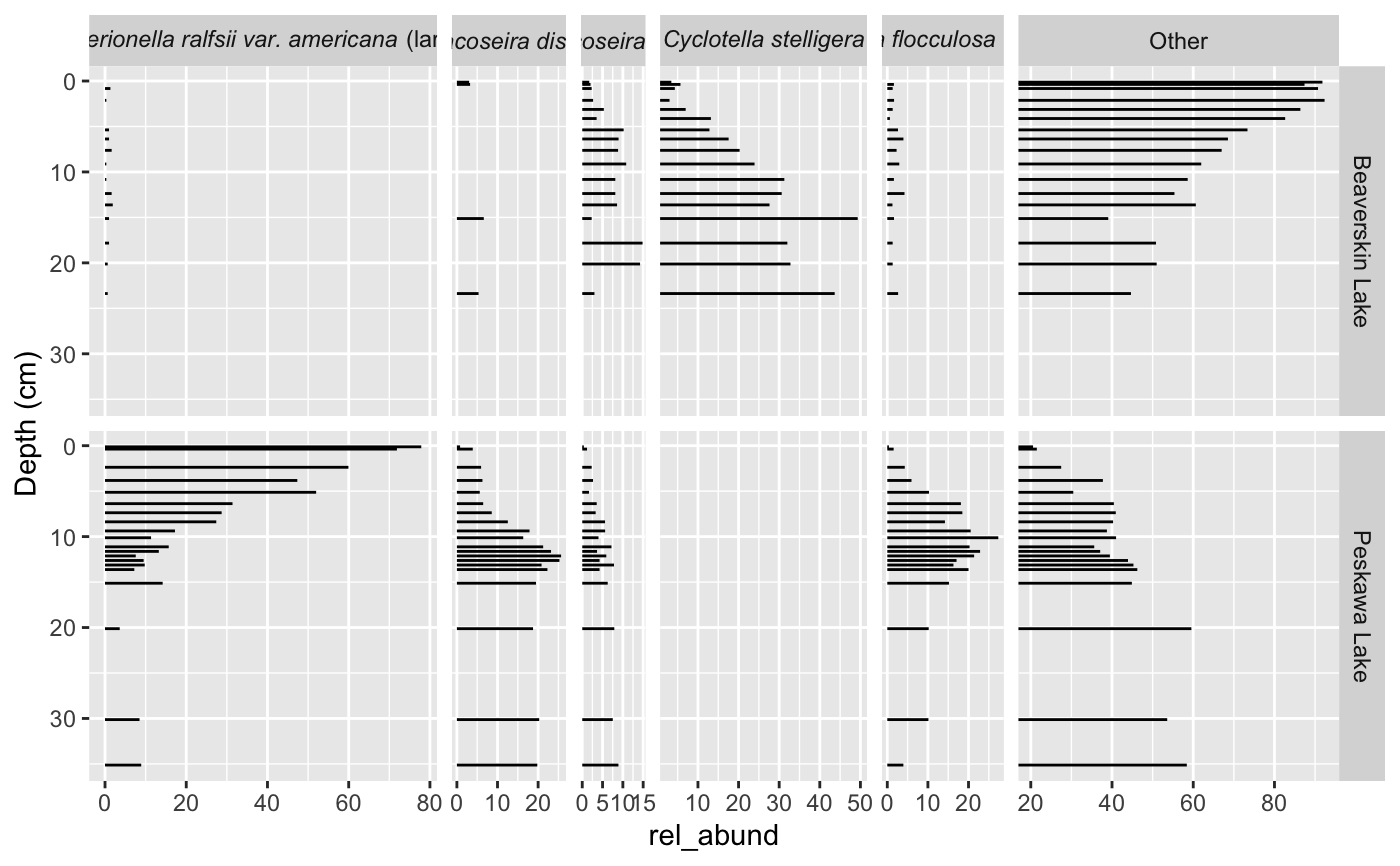 erionella ralfsii var. americana (lar
acoseira dis
coseira
Cyclotella stelligera
a flocculosa
Other
0
10
20
30
Beaverskin Lake
Depth (cm)
0
10
20
30
Peskawa Lake
0 20 40 60 80 0 10 20 0 5 10 15 10 20 30 40 50 0 10 20 20 40 60 80
rel_abund